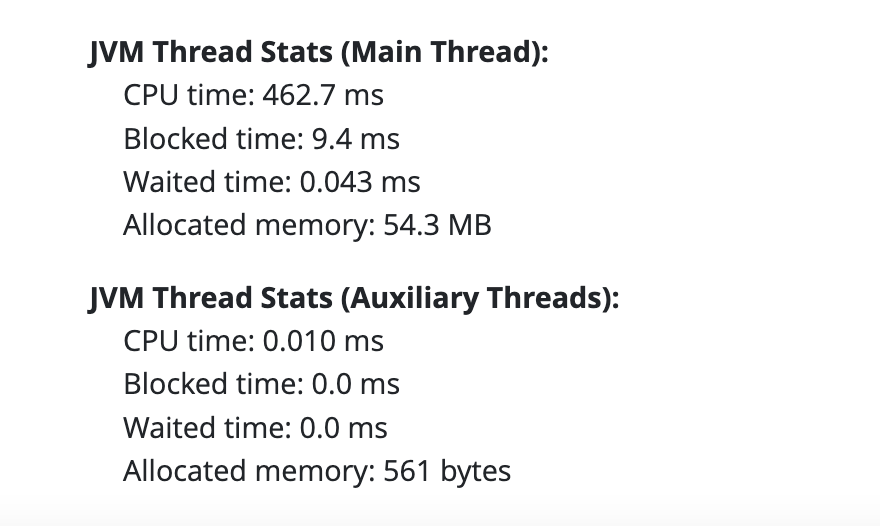 JVM Thread Stats (Main Thread):
CPU time: 462.7 ms
Blocked time: 9.4 ms
Waited time: 0.043 ms
Allocated memory: 54.3 MB
JVM Thread Stats (Auxiliary Threads):
CPU time: 0.010 ms
Blocked time: 0.0 ms
Waited time: 0.0 ms
Allocated memory: 561 bytes